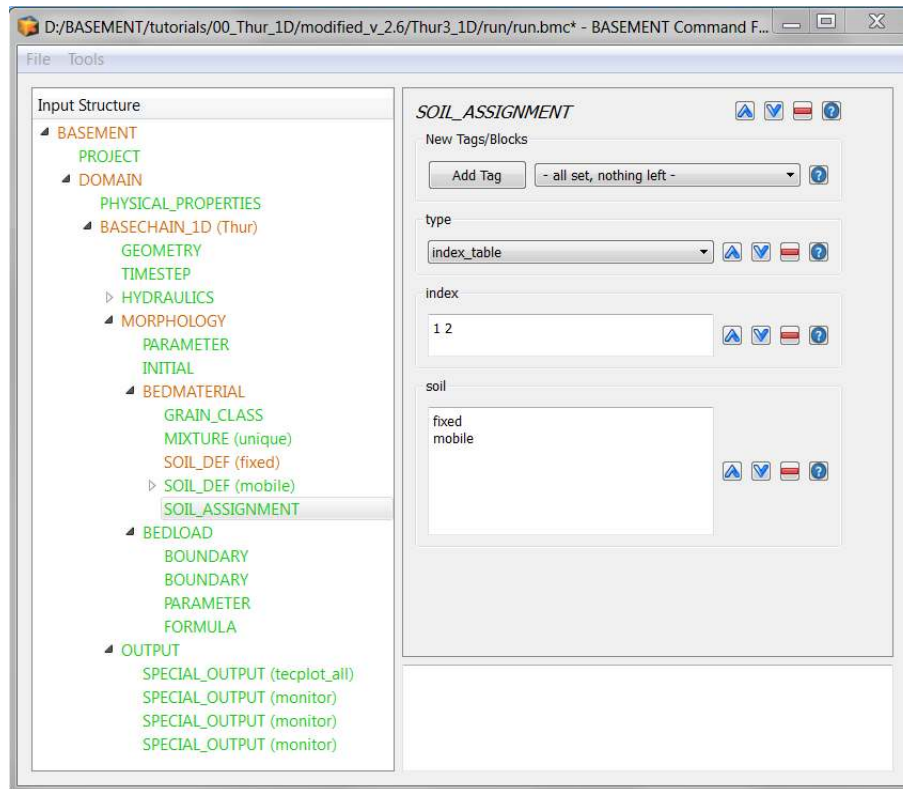 D:/BASEMENT/tutorials/00_Thur_1D/modified_v_2.6/Thur3_1D/run/run.bmc* - BASEMENT Command F...
File Tools
Input Structure
BASEMENT
PROJECT
DOMAIN
PHYSICAL_PROPERTIES
BASECHAIN_1D (Thur)
GEOMETRY
TIMESTEP
HYDRAULICS
MORPHOLOGY
PARAMETER
INITIAL
BEDMATERIAL
GRAIN_CLASS
MIXTURE (unique)
SOIL_DEF (fixed)
SOIL_DEF (mobile)
SOIL_ASSIGNMENT
BEDLOAD
BOUNDARY
BOUNDARY
PARAMETER
FORMULA
OUTPUT
SPECIAL_OUTPUT (tecplot_all)
SPECIAL_OUTPUT (monitor)
SPECIAL_OUTPUT (monitor)
SPECIAL_OUTPUT (monitor)
SOIL_ASSIGNMENT
New Tags/Blocks
Add Tag - all set, nothing left -
type
index_table
index
1 2
soil
fixed
mobile